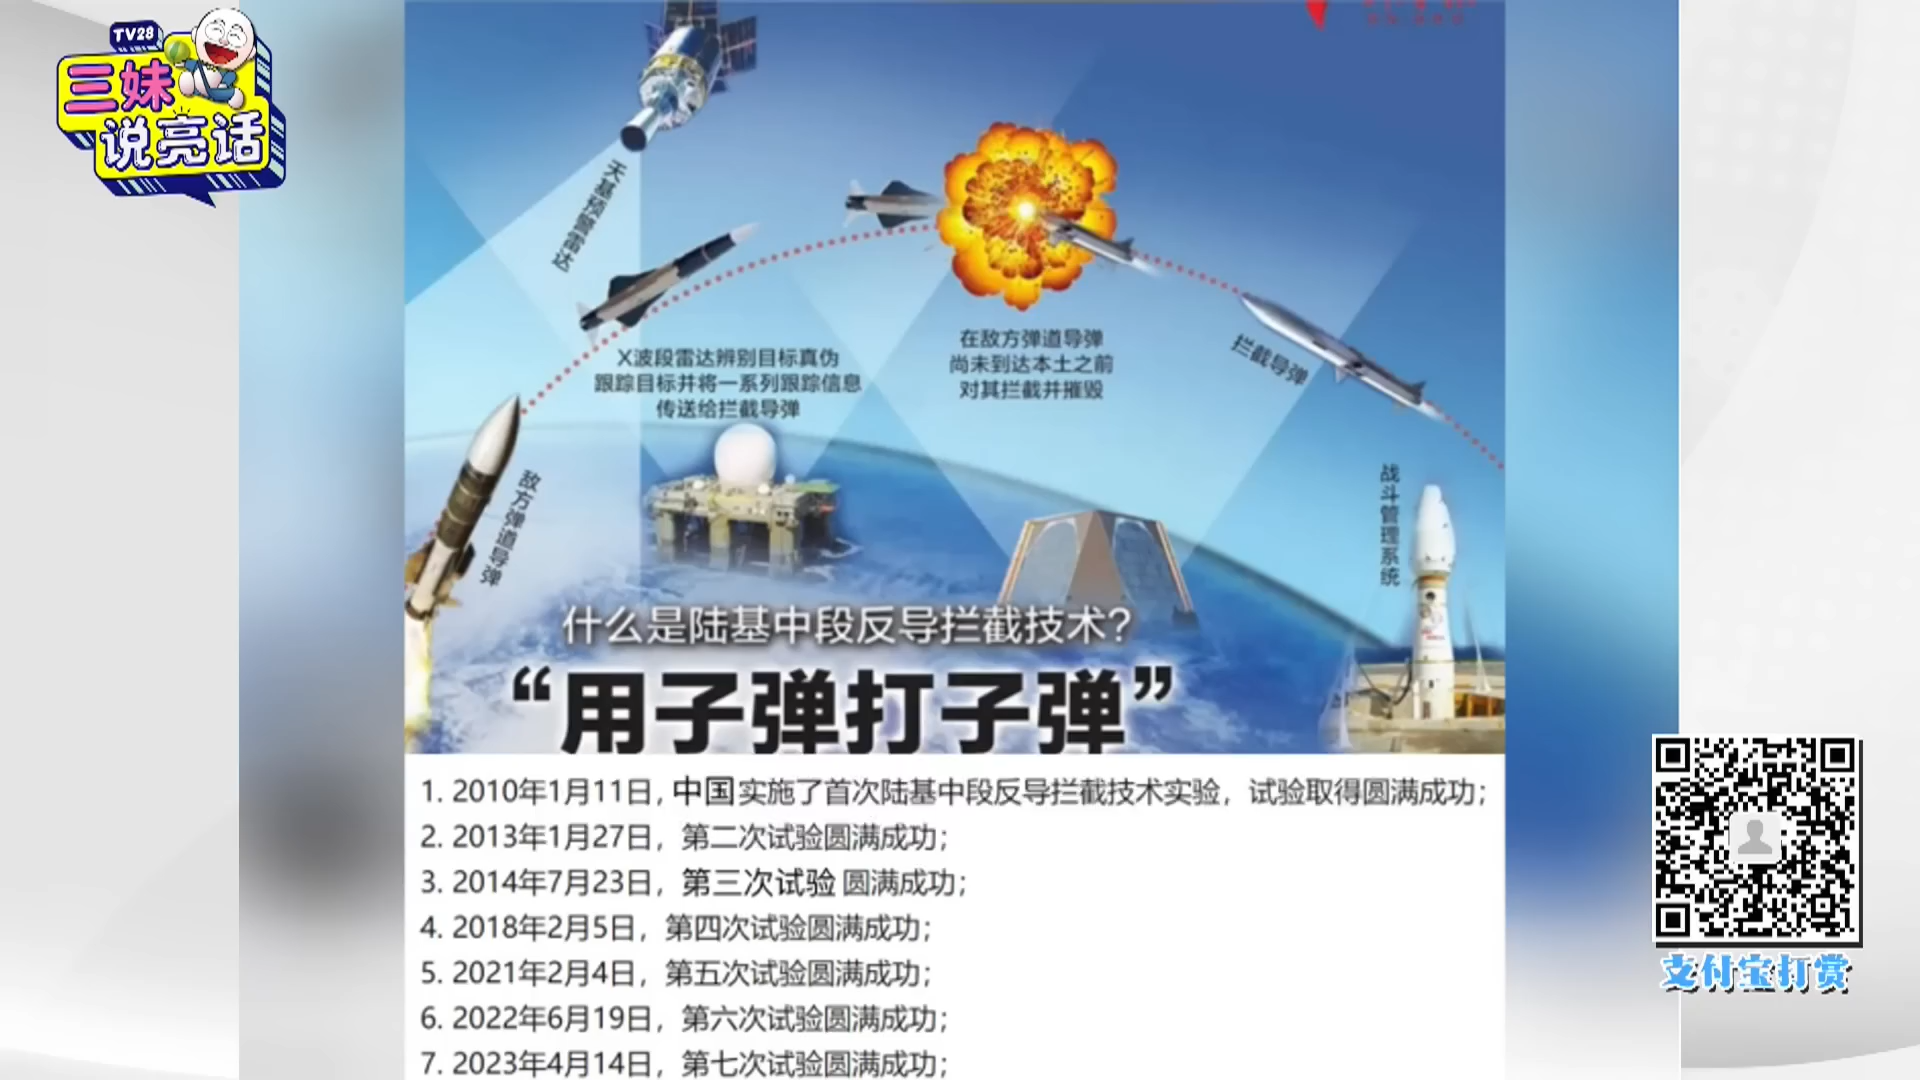 TV28
三妹
说亮话
天基预警雷达
X波段雷达辨别目标真伪
跟踪目标并将一系列跟踪信息
传送给拦截导弹
在敌方弹道导弹
尚未到达本土之前
对其拦截并摧毁
拦截导弹
敌方弹道导弹
战斗管理系统
什么是陆基中段反导拦截技术?
“用子弹打子弹”
1. 2010年1月11日, 中国实施了首次陆基中段反导拦截技术实验，试验取得圆满成功；
2. 2013年1月27日，第二次试验圆满成功；
3. 2014年7月23日，第三次试验 圆满成功；
4. 2018年2月5日，第四次试验圆满成功；
5. 2021年2月4日，第五次试验圆满成功；
6. 2022年6月19日，第六次试验圆满成功；
7. 2023年4月14日，第七次试验圆满成功；
支付宝打赏